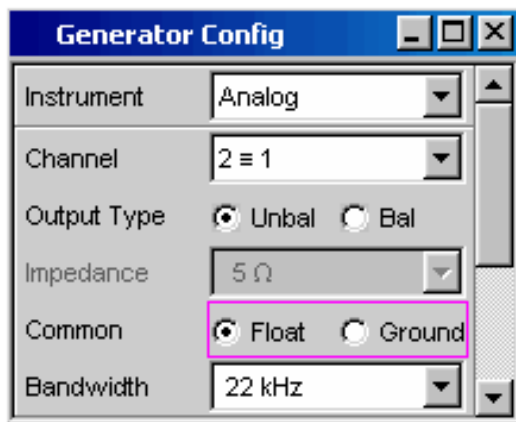 Generator Config
Instrument Analog
Channel 2 ≡ 1
Output Type Unbal Bal
Impedance 5 Ω
Common Float Ground
Bandwidth 22 kHz